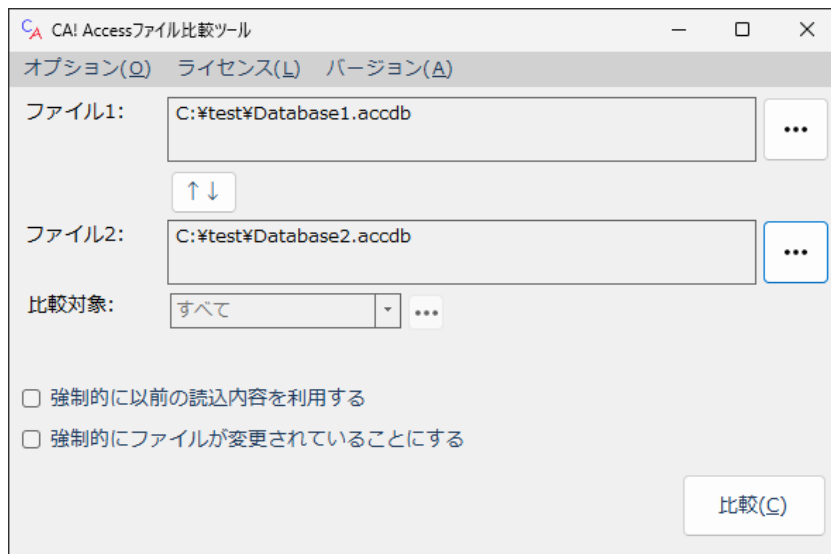 CA CA! Accessファイル比較ツール
オプション(O) ライセンス(L) バージョン(A)
ファイル1: C:¥test¥Database1.accdb ...
↑↓
ファイル2: C:¥test¥Database2.accdb ...
比較対象: すべて ...
強制的に以前の読込内容を利用する
強制的にファイルが変更されていることにする
比較(C)